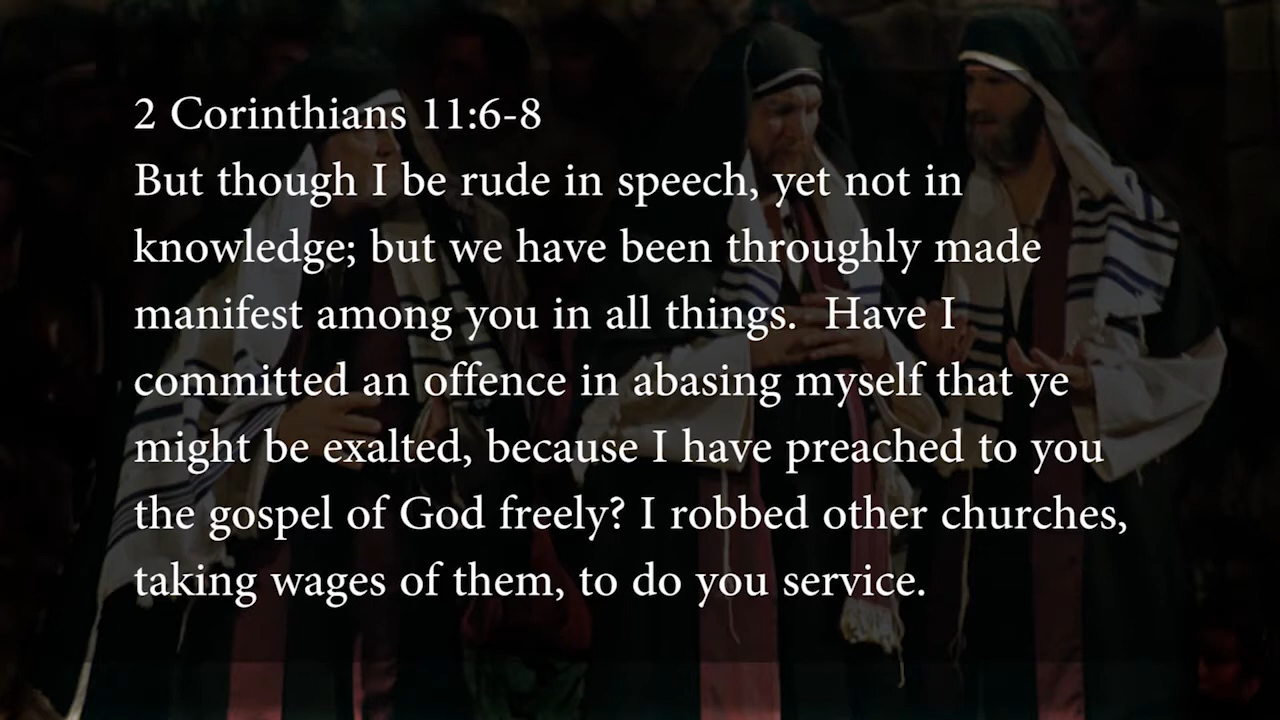 2 Corinthians 11:6-8
But though I be rude in speech, yet not in
knowledge; but we have been throughly made
manifest among you in all things.  Have I
committed an offence in abasing myself that ye
might be exalted, because I have preached to you
the gospel of God freely? I robbed other churches,
taking wages of them, to do you service.